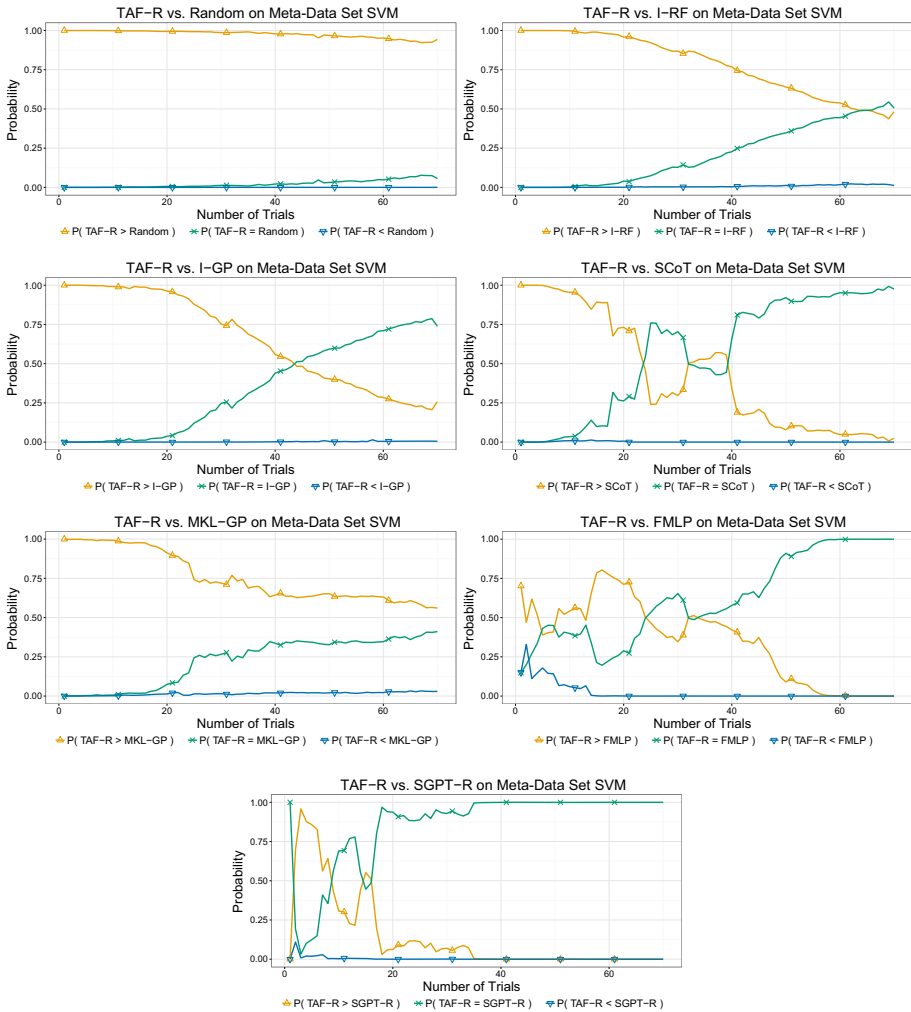 TAF−R vs. Random on Meta−Data Set SVM
1.00
0.75
0.50
0.25
0.00
Probability
0 20 40 60
Number of Trials
P( TAF−R > Random ) P( TAF−R = Random ) P( TAF−R < Random )
TAF−R vs. I−RF on Meta−Data Set SVM
1.00
0.75
0.50
0.25
0.00
Probability
0 20 40 60
Number of Trials
P( TAF−R > I−RF ) P( TAF−R = I−RF ) P( TAF−R < I−RF )
TAF−R vs. I−GP on Meta−Data Set SVM
1.00
0.75
0.50
0.25
0.00
Probability
0 20 40 60
Number of Trials
P( TAF−R > I−GP ) P( TAF−R = I−GP ) P( TAF−R < I−GP )
TAF−R vs. SCoT on Meta−Data Set SVM
1.00
0.75
0.50
0.25
0.00
Probability
0 20 40 60
Number of Trials
P( TAF−R > SCoT ) P( TAF−R = SCoT ) P( TAF−R < SCoT )
TAF−R vs. MKL−GP on Meta−Data Set SVM
1.00
0.75
0.50
0.25
0.00
Probability
0 20 40 60
Number of Trials
P( TAF−R > MKL−GP ) P( TAF−R = MKL−GP ) P( TAF−R < MKL−GP )
TAF−R vs. FMLP on Meta−Data Set SVM
1.00
0.75
0.50
0.25
0.00
Probability
0 20 40 60
Number of Trials
P( TAF−R > FMLP ) P( TAF−R = FMLP ) P( TAF−R < FMLP )
TAF−R vs. SGPT−R on Meta−Data Set SVM
1.00
0.75
0.50
0.25
0.00
Probability
0 20 40 60
Number of Trials
P( TAF−R > SGPT−R ) P( TAF−R = SGPT−R ) P( TAF−R < SGPT−R )